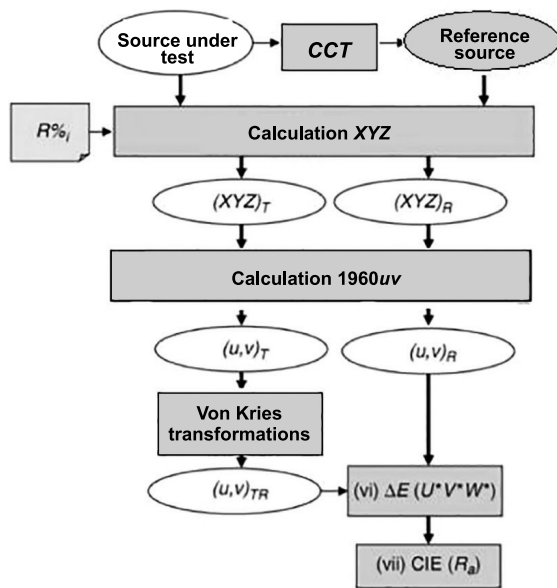 Source under
test
CCT
Reference
source
R%i
Calculation XYZ
(XYZ)T
(XYZ)R
Calculation 1960uv
(u,v)T
(u,v)R
Von Kries
transformations
(u,v)TR
(vi) ΔE (U*V*W*)
(vii) CIE (Ra)